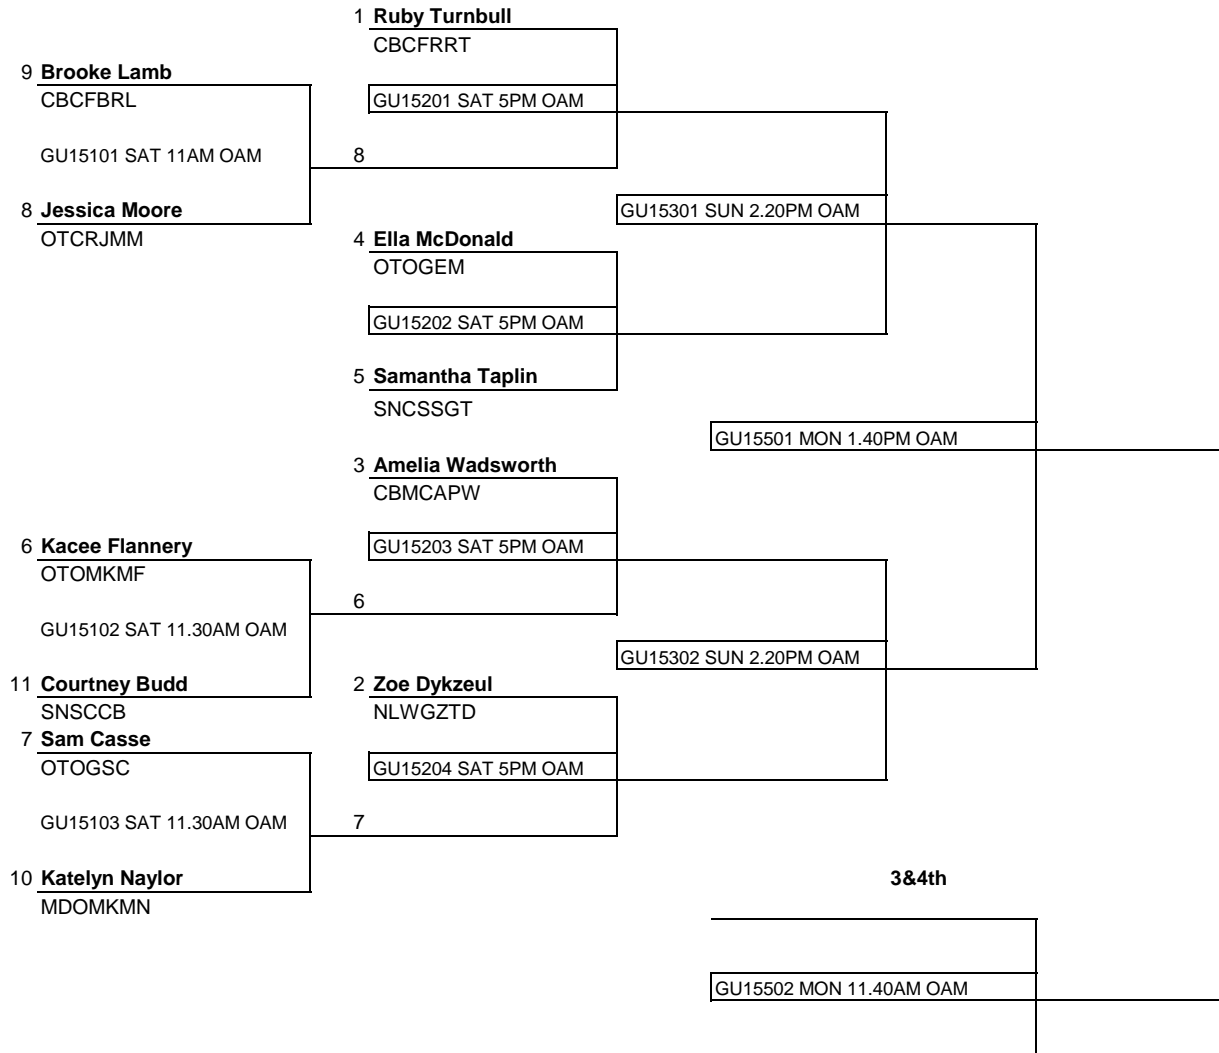 1 Ruby Turnbull
CBCFRRT
9 Brooke Lamb
CBCFBRL
GU15201 SAT 5PM OAM
GU15101 SAT 11AM OAM
8
8 Jessica Moore
OTCRJMM
GU15301 SUN 2.20PM OAM
4 Ella McDonald
OTOGEM
GU15202 SAT 5PM OAM
5 Samantha Taplin
SNCSSGT
GU15501 MON 1.40PM OAM
3 Amelia Wadsworth
CBMCAPW
6 Kacee Flannery
OTOMKMF
GU15203 SAT 5PM OAM
6
GU15102 SAT 11.30AM OAM
GU15302 SUN 2.20PM OAM
11 Courtney Budd
SNSCCB
2 Zoe Dykzeul
NLWGZTD
7 Sam Casse
OTOGSC
GU15204 SAT 5PM OAM
GU15103 SAT 11.30AM OAM
7
10 Katelyn Naylor
MDOMKMN
3&4th
GU15502 MON 11.40AM OAM